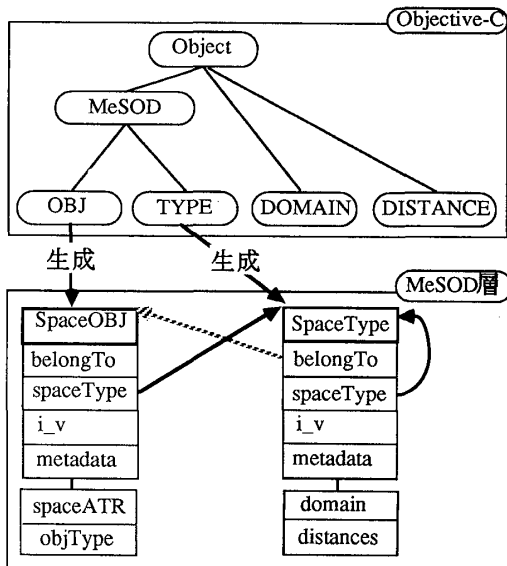 Objective-C
Object
MeSOD
OBJ
TYPE
DOMAIN
DISTANCE
生成
生成
MeSOD層
SpaceOBJ
belongTo
spaceType
i_v
metadata
spaceATR
objType
SpaceType
belongTo
spaceType
i_v
metadata
domain
distances